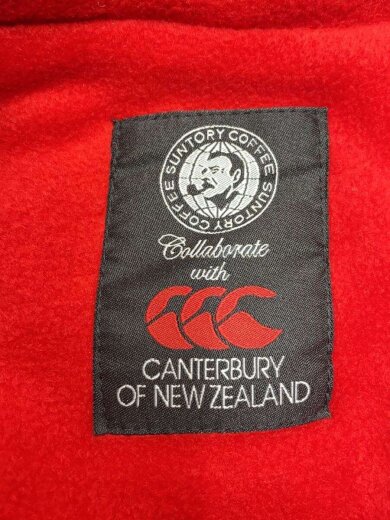 SUNTORY COFFEE
SUNTORY COFFEE
Collaborate
with
CANTERBURY
OF NEW ZEALAND